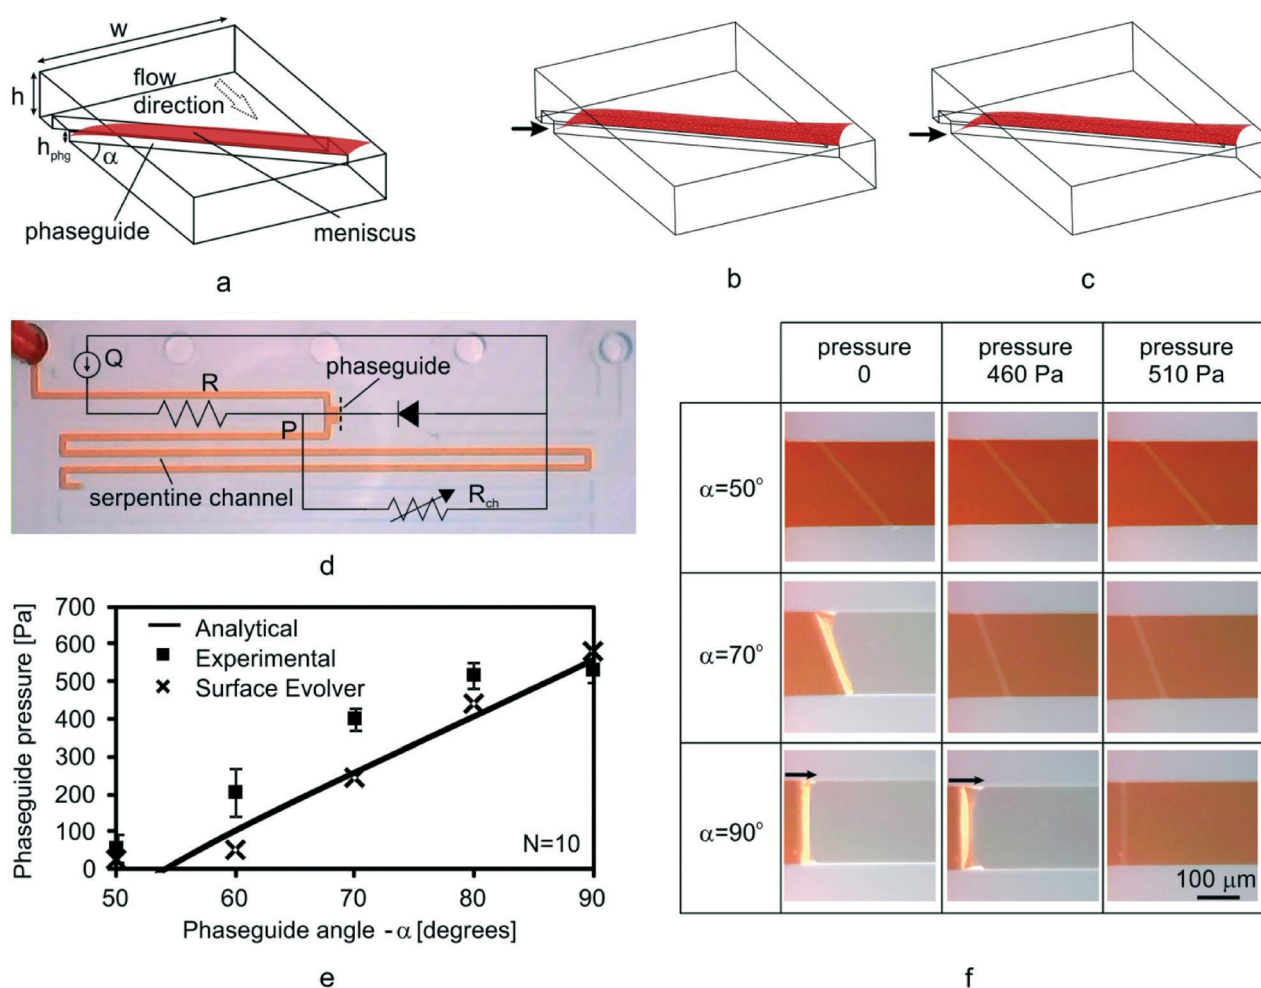 w
h
flow
direction
h_phg
α
phaseguide
meniscus
a
b
c
Q
R
phaseguide
P
serpentine channel
R_ch
d
Phaseguide pressure [Pa]
700
600
500
400
300
200
100
0
Analytical
Experimental
Surface Evolver
N=10
50
60
70
80
90
Phaseguide angle - α [degrees]
e
pressure
0
pressure
460 Pa
pressure
510 Pa
α=50°
α=70°
α=90°
100 μm
f